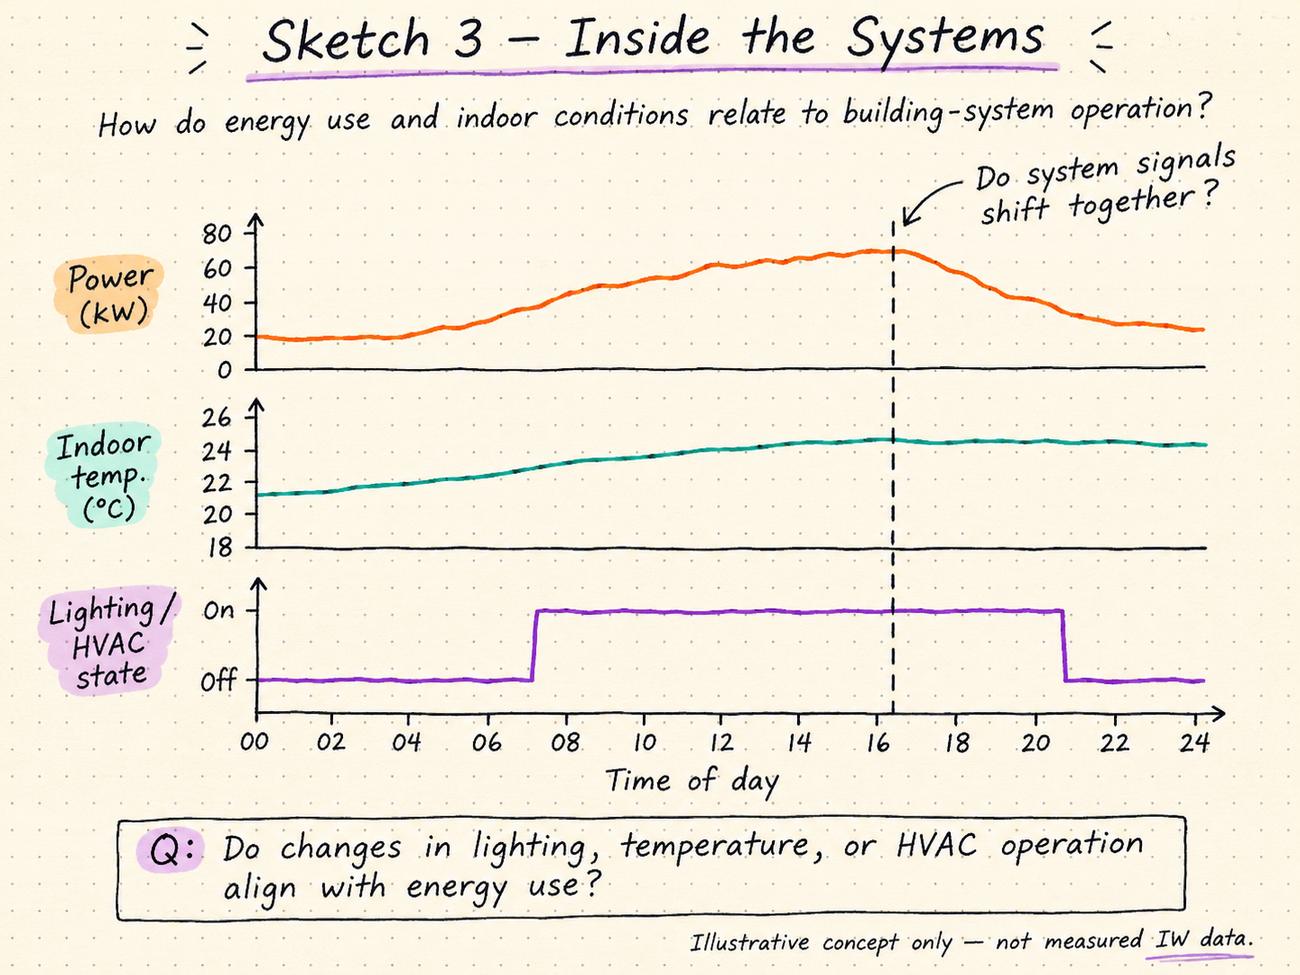 Sketch 3 – Inside the Systems
How do energy use and indoor conditions relate to building-system operation?
Do system signals
shift together?
Power
(kW)
80
60
40
20
0
Indoor
temp.
(°C)
26
24
22
20
18
Lighting /
HVAC
state
On
Off
00 02 04 06 08 10 12 14 16 18 20 22 24
Time of day
Q: Do changes in lighting, temperature, or HVAC operation
align with energy use?
Illustrative concept only — not measured IW data.